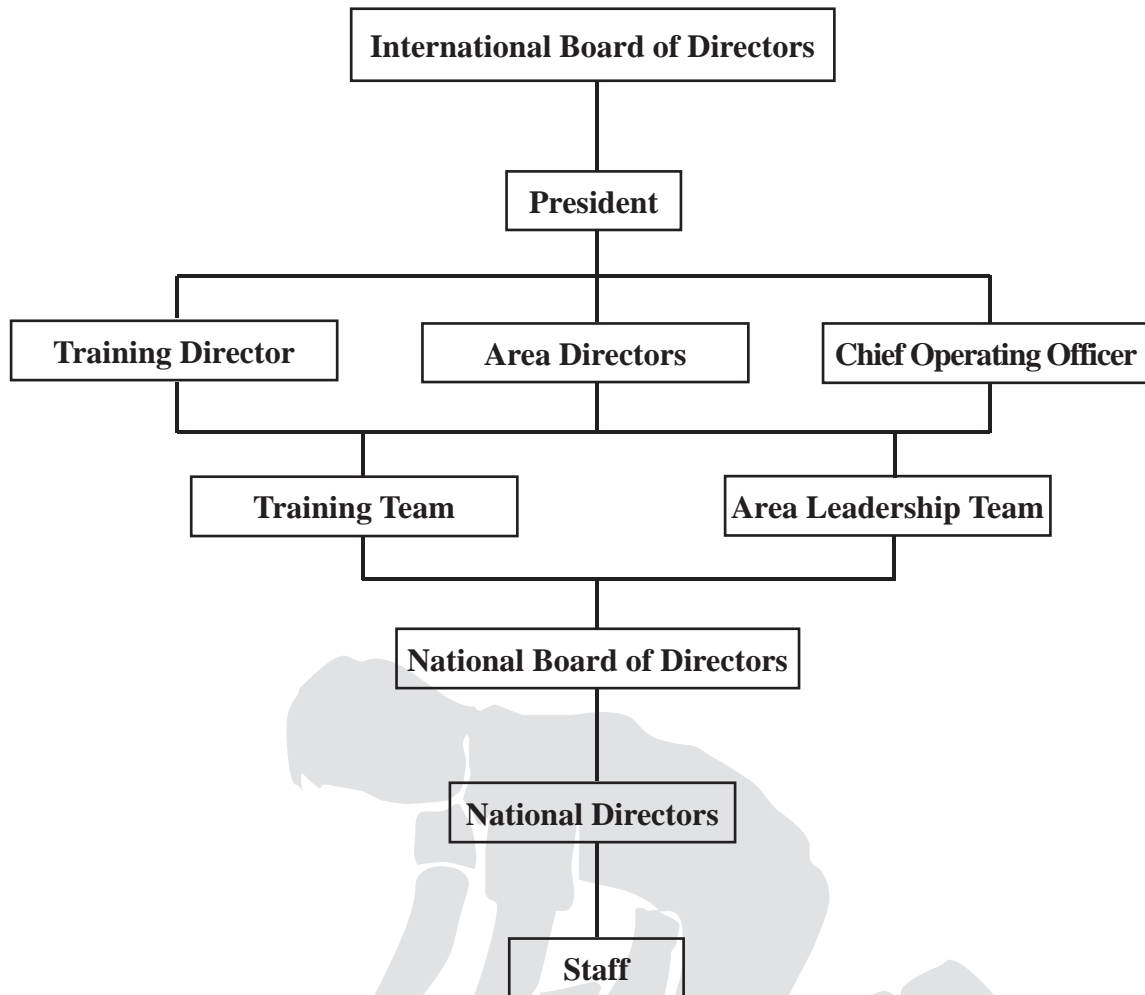 International Board of Directors
President
Training Director
Area Directors
Chief Operating Officer
Training Team
Area Leadership Team
National Board of Directors
National Directors
Staff